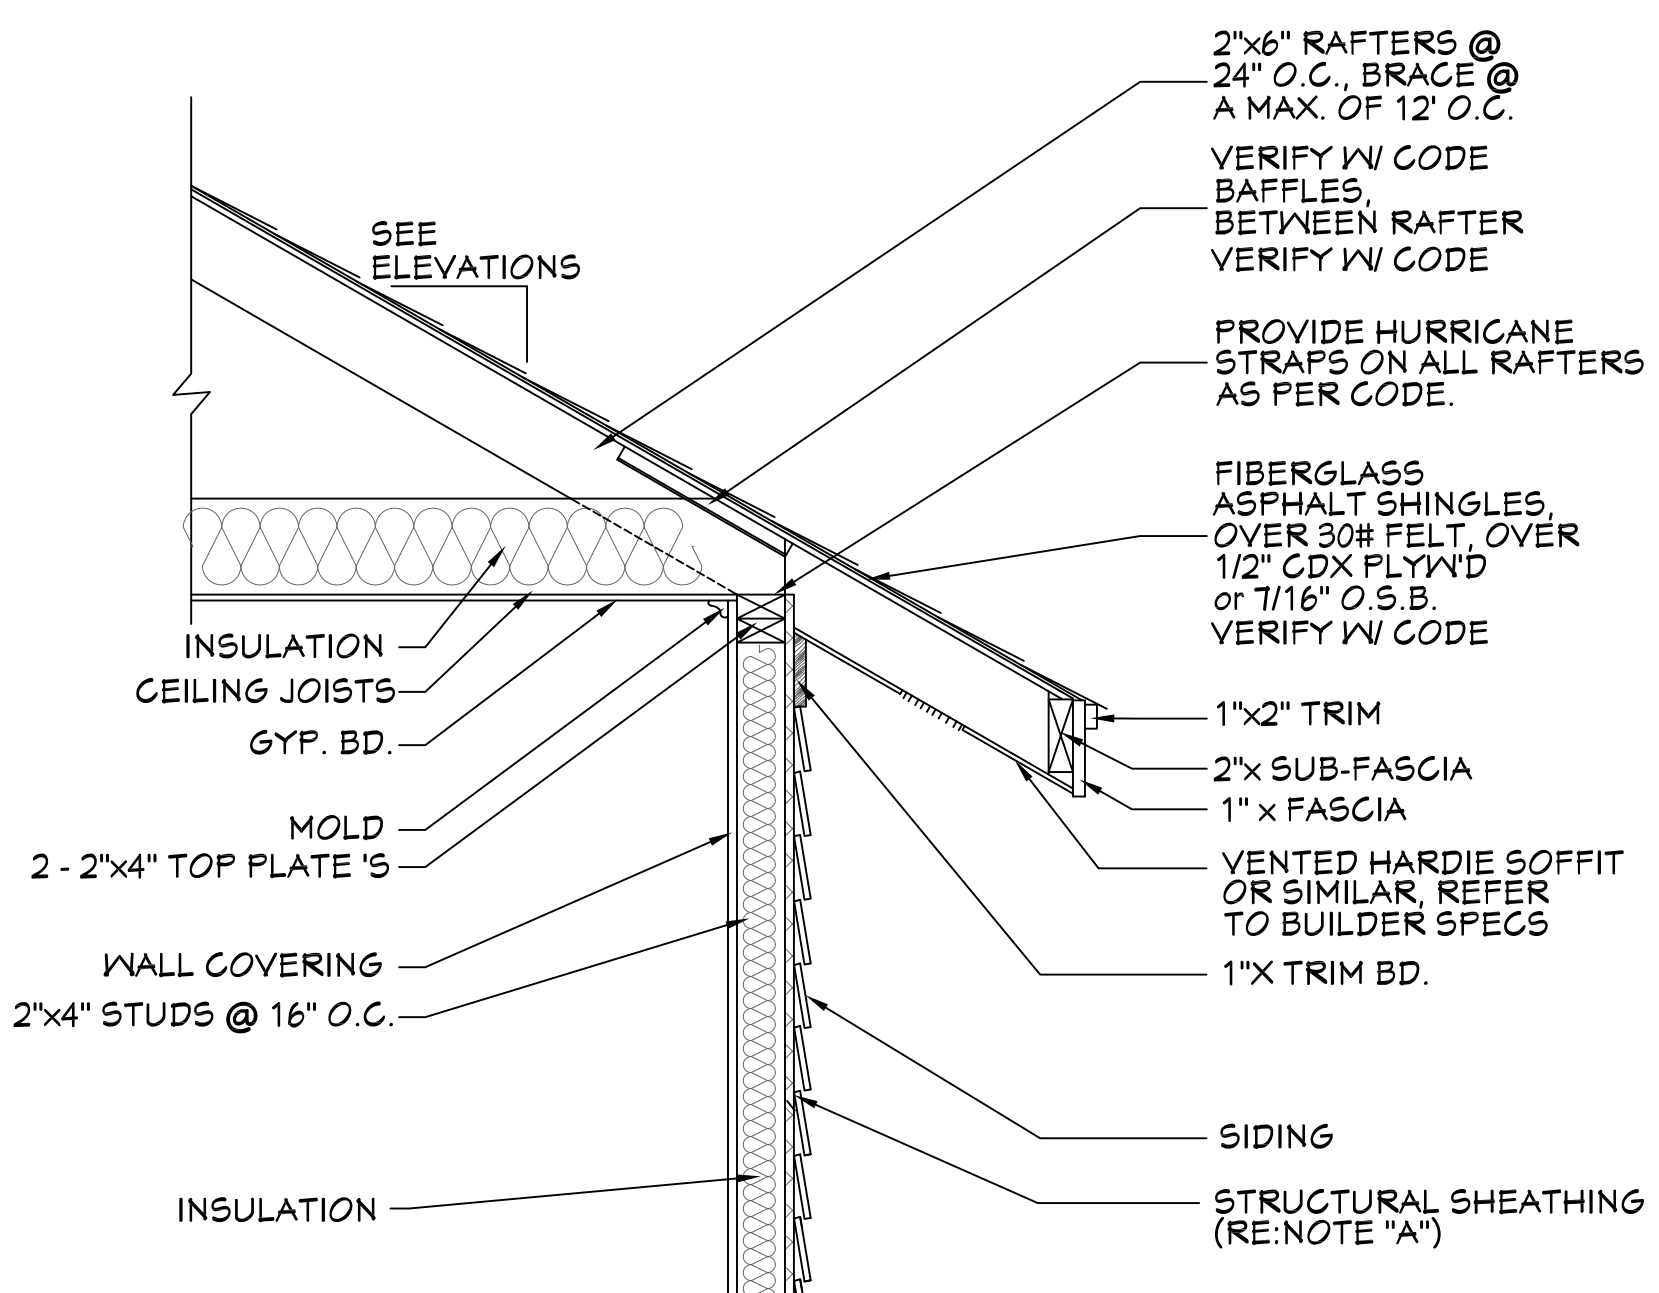 2"x6" RAFTERS @
24" O.C., BRACE @
A MAX. OF 12' O.C.
VERIFY W/ CODE
BAFFLES,
BETWEEN RAFTER
VERIFY W/ CODE
SEE
ELEVATIONS
PROVIDE HURRICANE
STRAPS ON ALL RAFTERS
AS PER CODE.
FIBERGLASS
ASPHALT SHINGLES,
OVER 30# FELT, OVER
1/2" CDX PLYW'D
or 7/16" O.S.B.
VERIFY W/ CODE
INSULATION
CEILING JOISTS
GYP. BD.
MOLD
2 - 2"x4" TOP PLATE 'S
WALL COVERING
2"x4" STUDS @ 16" O.C.
INSULATION
1"x2" TRIM
2"x SUB-FASCIA
1" x FASCIA
VENTED HARDIE SOFFIT
OR SIMILAR, REFER
TO BUILDER SPECS
1"X TRIM BD.
SIDING
STRUCTURAL SHEATHING
(RE:NOTE "A")